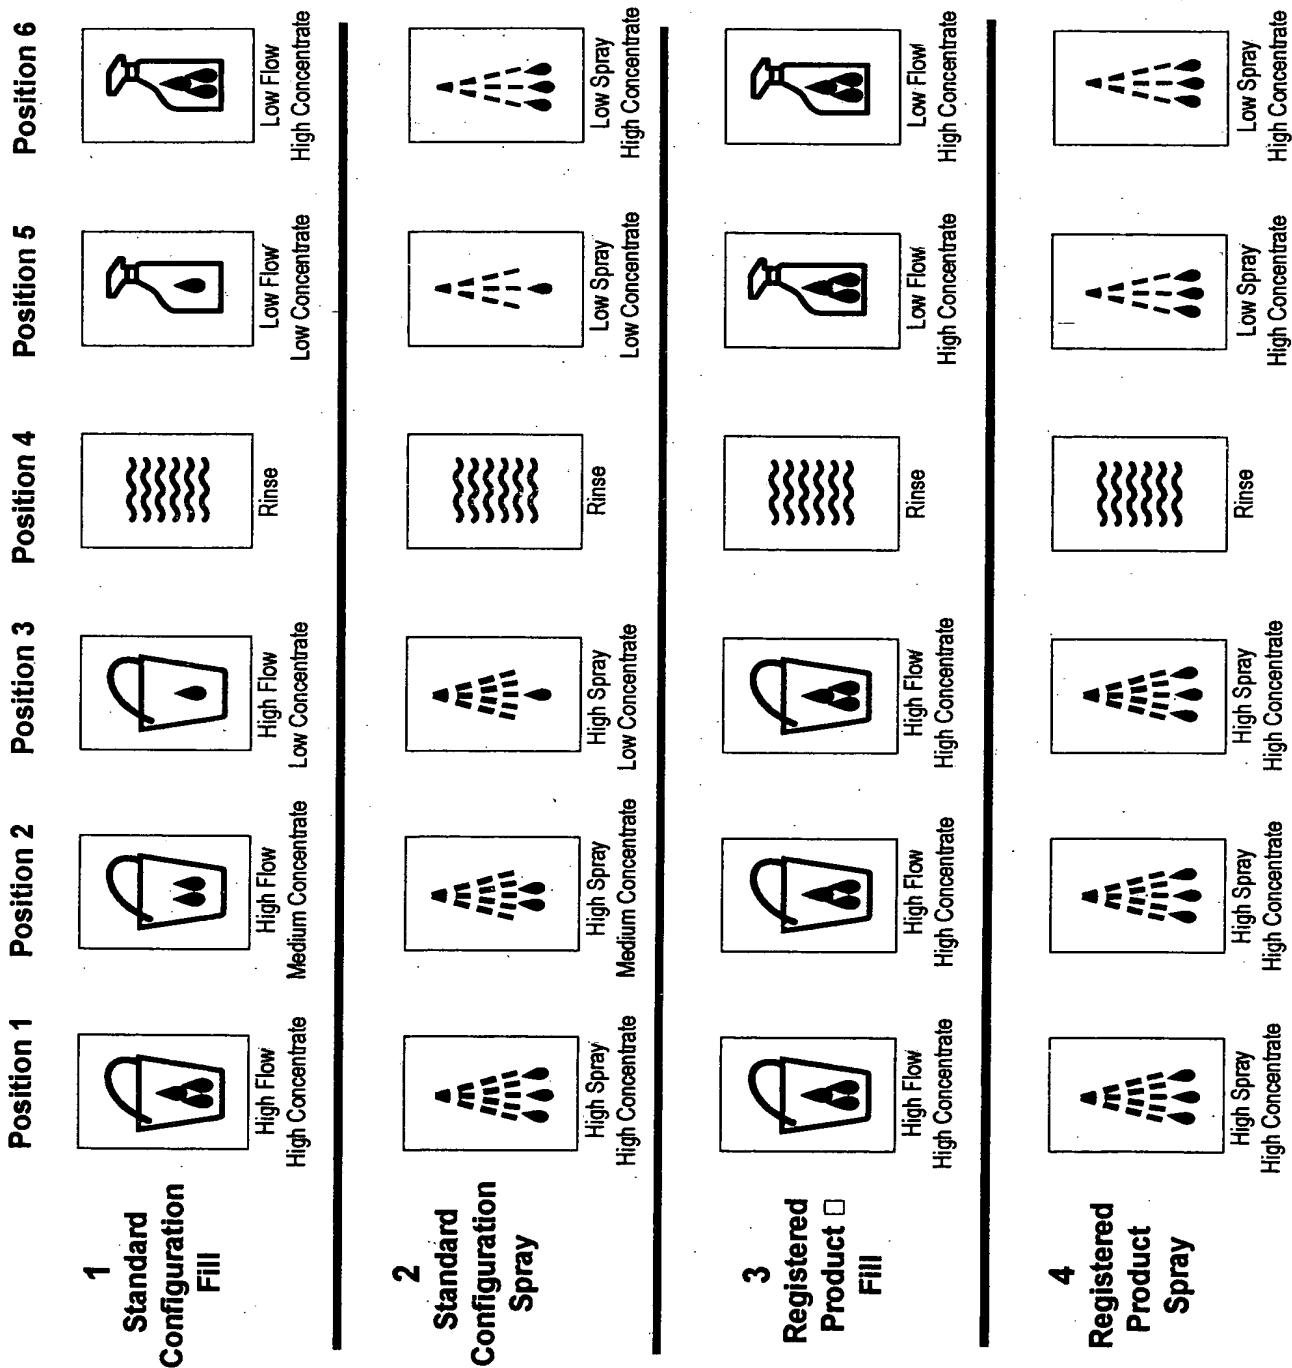 Position 1
Position 2
Position 3
Position 4
Position 5
Position 6
1
Standard
Configuration
Fill
High Flow
High Concentrate
High Flow
Medium Concentrate
High Flow
Low Concentrate
Rinse
Low Flow
Low Concentrate
Low Flow
High Concentrate
2
Standard
Configuration
Spray
High Spray
High Concentrate
High Spray
Medium Concentrate
High Spray
Low Concentrate
Rinse
Low Spray
Low Concentrate
Low Spray
High Concentrate
3
Registered
Product □
Fill
High Flow
High Concentrate
High Flow
High Concentrate
High Flow
High Concentrate
Rinse
Low Flow
High Concentrate
Low Flow
High Concentrate
4
Registered
Product
Spray
High Spray
High Concentrate
High Spray
High Concentrate
High Spray
High Concentrate
Rinse
Low Spray
High Concentrate
Low Spray
High Concentrate